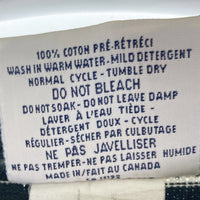 100% COTON PRÉ-RÉTRÉCI
WASH IN WARM WATER-MILD DETERGENT
NORMAL CYCLE - TUMBLE DRY
DO NOT BLEACH
DO NOT SOAK - DO NOT LEAVE DAMP
LAVER À L'EAU TIÈDE -
DÉTERGENT DOUX - CYCLE
RÉGULIER - SÉCHER PAR CULBUTAGE
NE PAS JAVELLISER
NE PAS TREMPER - NE PAS LAISSER HUMIDE
MADE IN / FAIT AU CANADA